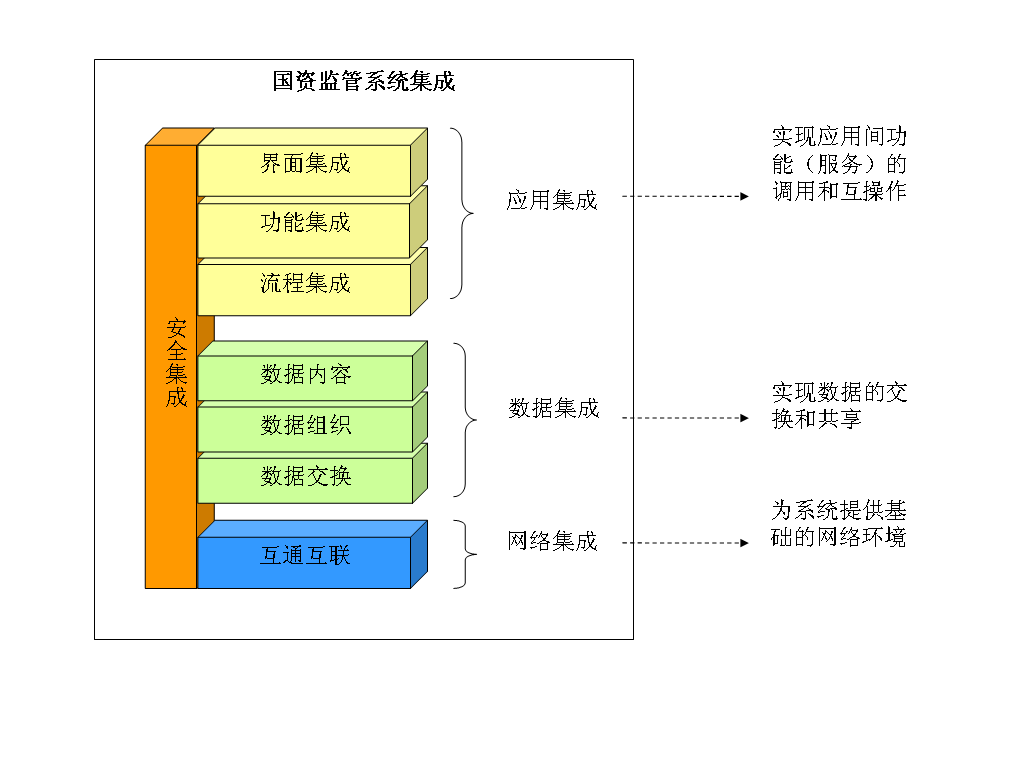 国资监管系统集成
界面集成
功能集成
流程集成
安全集成
数据内容
数据组织
数据交换
互通互联
应用集成
数据集成
网络集成
实现应用间功
能（服务）的
调用和互操作
实现数据的交
换和共享
为系统提供基
础的网络环境